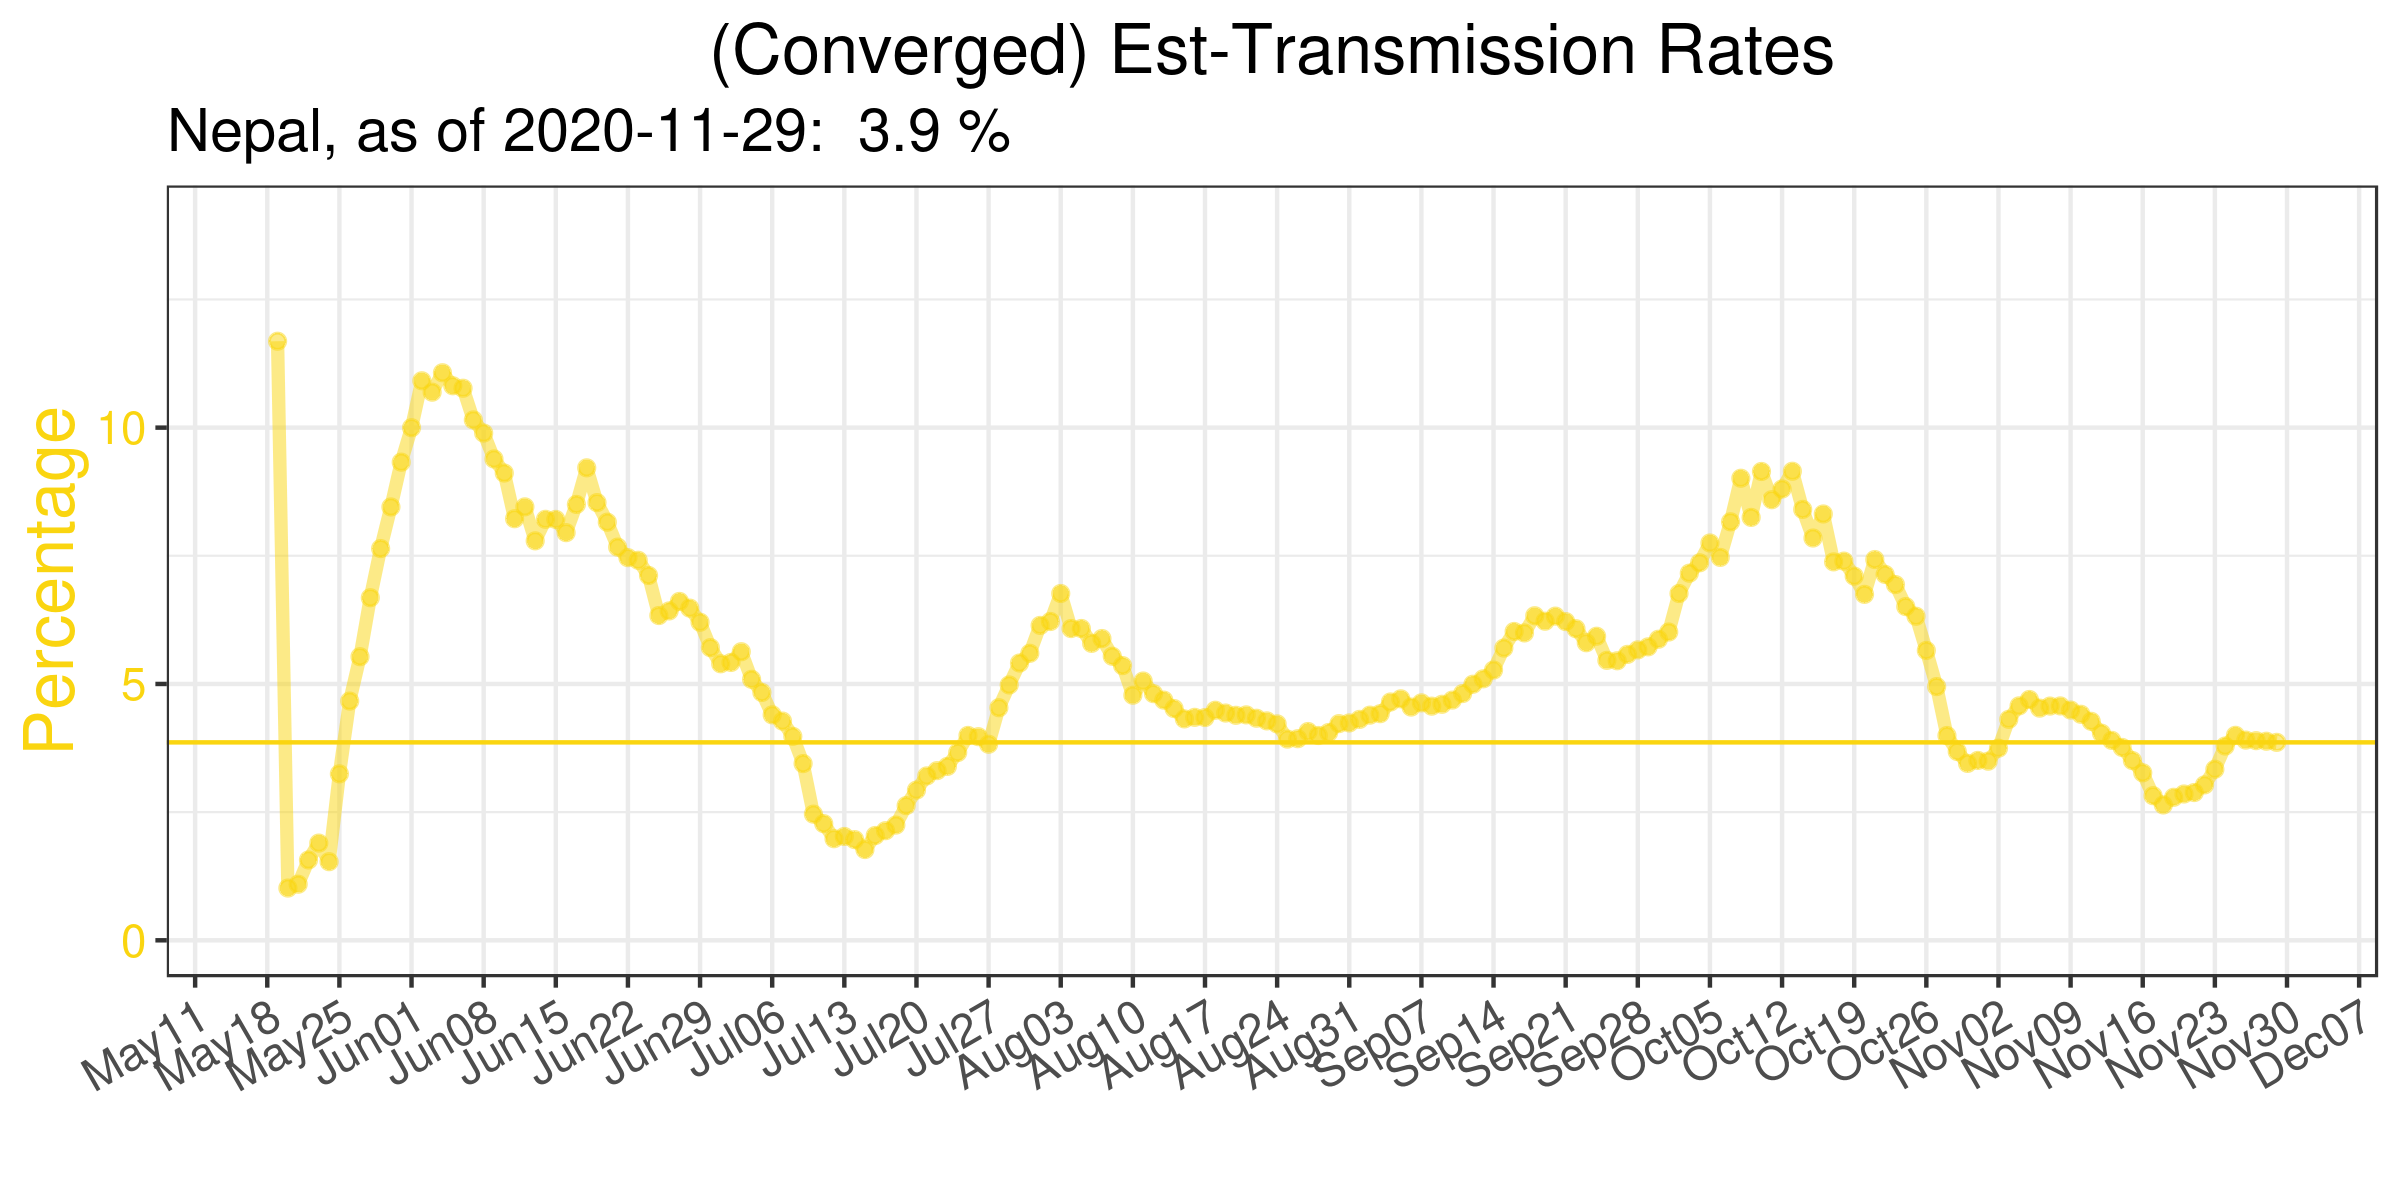 (Converged) Est-Transmission Rates
Nepal, as of 2020-11-29:  3.9 %
Percentage
10
5
0
May11
May18
May25
Jun01
Jun08
Jun15
Jun22
Jun29
Jul06
Jul13
Jul20
Jul27
Aug03
Aug10
Aug17
Aug24
Aug31
Sep07
Sep14
Sep21
Sep28
Oct05
Oct12
Oct19
Oct26
Nov02
Nov09
Nov16
Nov23
Nov30
Dec07